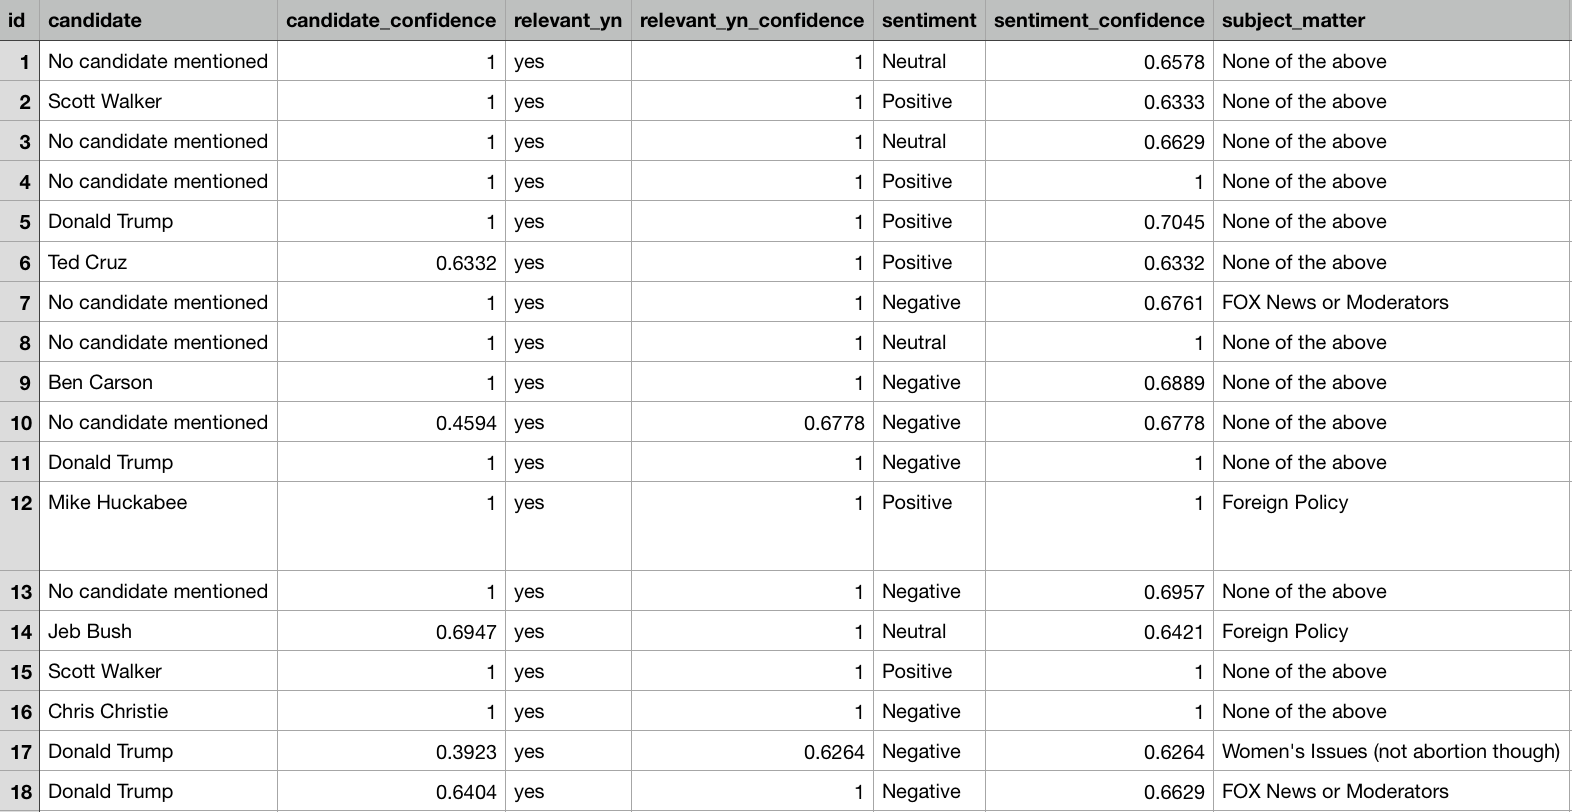 id candidate candidate_confidence relevant_yn relevant_yn_confidence sentiment sentiment_confidence subject_matter
1 No candidate mentioned 1 yes 1 Neutral 0.6578 None of the above
2 Scott Walker 1 yes 1 Positive 0.6333 None of the above
3 No candidate mentioned 1 yes 1 Neutral 0.6629 None of the above
4 No candidate mentioned 1 yes 1 Positive 1 None of the above
5 Donald Trump 1 yes 1 Positive 0.7045 None of the above
6 Ted Cruz 0.6332 yes 1 Positive 0.6332 None of the above
7 No candidate mentioned 1 yes 1 Negative 0.6761 FOX News or Moderators
8 No candidate mentioned 1 yes 1 Neutral 1 None of the above
9 Ben Carson 1 yes 1 Negative 0.6889 None of the above
10 No candidate mentioned 0.4594 yes 0.6778 Negative 0.6778 None of the above
11 Donald Trump 1 yes 1 Negative 1 None of the above
12 Mike Huckabee 1 yes 1 Positive 1 Foreign Policy
13 No candidate mentioned 1 yes 1 Negative 0.6957 None of the above
14 Jeb Bush 0.6947 yes 1 Neutral 0.6421 Foreign Policy
15 Scott Walker 1 yes 1 Positive 1 None of the above
16 Chris Christie 1 yes 1 Negative 1 None of the above
17 Donald Trump 0.3923 yes 0.6264 Negative 0.6264 Women's Issues (not abortion though)
18 Donald Trump 0.6404 yes 1 Negative 0.6629 FOX News or Moderators